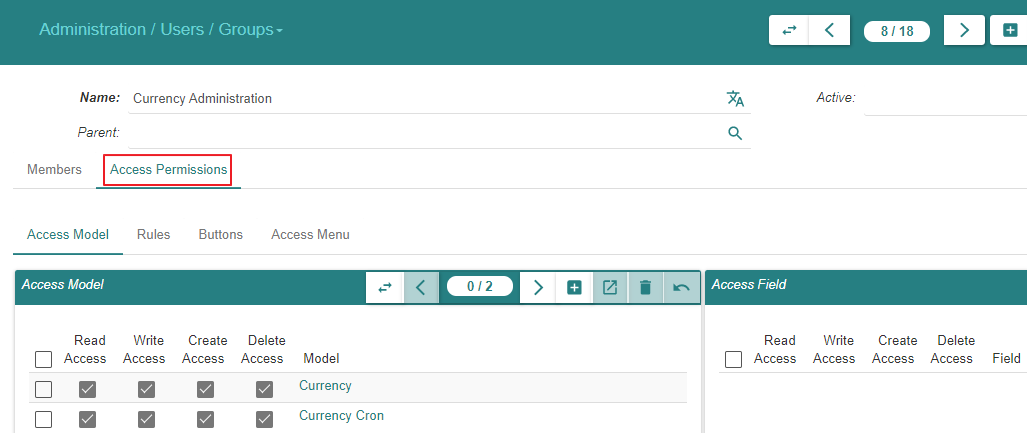 Administration / Users / Groups
8 / 18
Name: Currency Administration
Active:
Parent:
Members Access Permissions
Access Model Rules Buttons Access Menu
Access Model 0 / 2 Access Field
Read Access Write Access Create Access Delete Access Model
Read Access Write Access Create Access Delete Access Field
Currency
Currency Cron